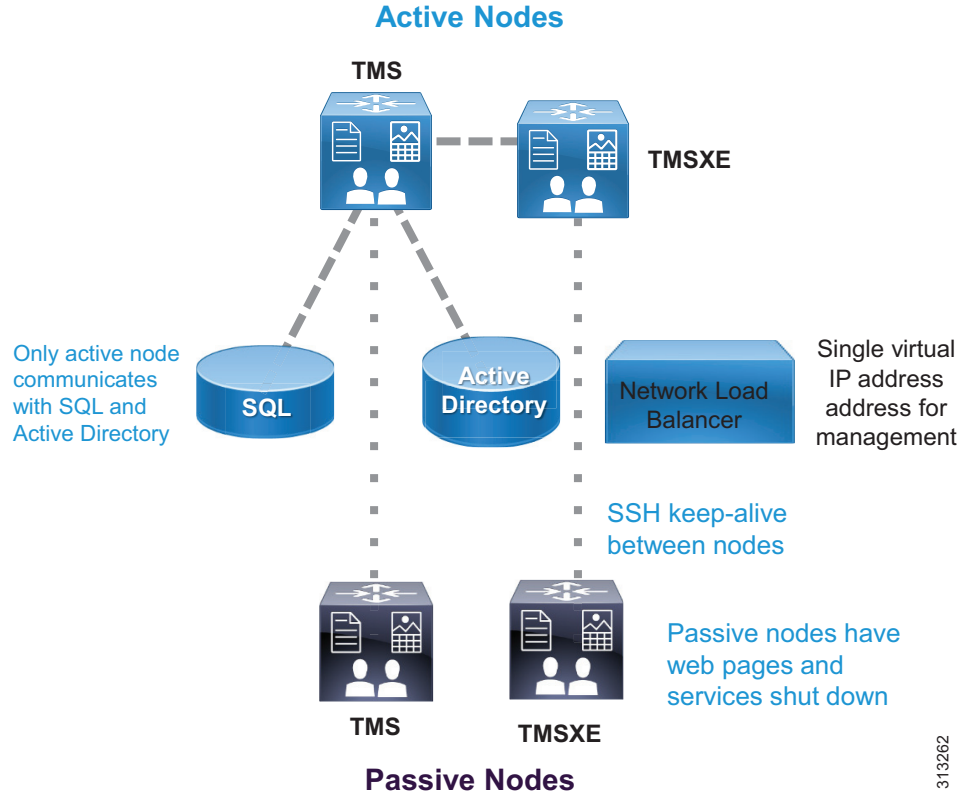 Active Nodes
TMS
TMSXE
Only active node
communicates
with SQL and
Active Directory
SQL
Active
Directory
Network Load
Balancer
Single virtual
IP address
address for
management
SSH keep-alive
between nodes
Passive nodes have
web pages and
services shut down
TMS
TMSXE
Passive Nodes
313262